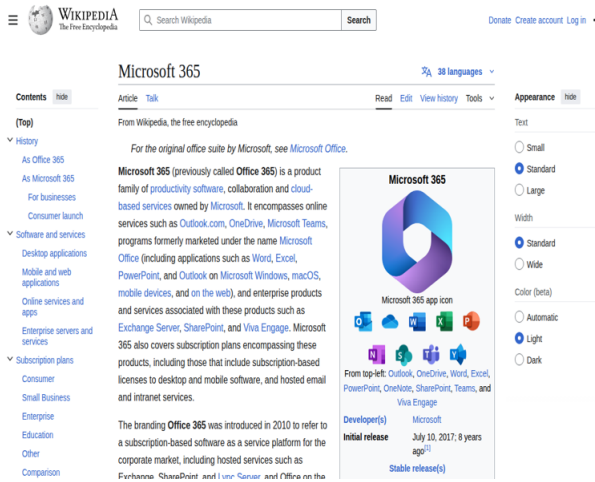 WIKIPEDIA
The Free Encyclopedia
Search Wikipedia
Search
Donate Create account Log in
Contents hide
(Top)
History
As Office 365
As Microsoft 365
For businesses
Consumer launch
Software and services
Desktop applications
Mobile and web
applications
Online services and
apps
Enterprise servers and
services
Subscription plans
Consumer
Small Business
Enterprise
Education
Other
Comparison
Microsoft 365
38 languages
Article Talk
Read Edit View history Tools
From Wikipedia, the free encyclopedia
For the original office suite by Microsoft, see Microsoft Office.
Microsoft 365 (previously called Office 365) is a product
family of productivity software, collaboration and cloud-
based services owned by Microsoft. It encompasses online
services such as Outlook.com, OneDrive, Microsoft Teams,
programs formerly marketed under the name Microsoft
Office (including applications such as Word, Excel,
PowerPoint, and Outlook on Microsoft Windows, macOS,
mobile devices, and on the web), and enterprise products
and services associated with these products such as
Exchange Server, SharePoint, and Viva Engage. Microsoft
365 also covers subscription plans encompassing these
products, including those that include subscription-based
licenses to desktop and mobile software, and hosted email
and intranet services.
The branding Office 365 was introduced in 2010 to refer to
a subscription-based software as a service platform for the
corporate market, including hosted services such as
Exchange, SharePoint, and Lync Server, and Office on the
Microsoft 365
Microsoft 365 app icon
From top-left: Outlook, OneDrive, Word, Excel,
PowerPoint, OneNote, SharePoint, Teams, and
Viva Engage
Developer(s) Microsoft
Initial release July 10, 2017; 8 years
ago[1]
Stable release(s)
Appearance hide
Text
Small
Standard
Large
Width
Standard
Wide
Color (beta)
Automatic
Light
Dark